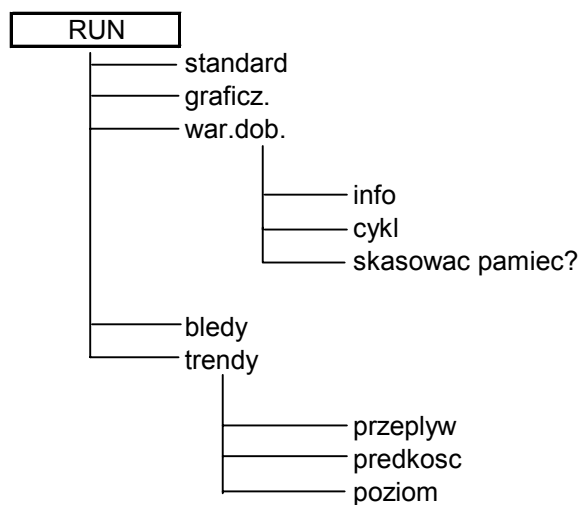 RUN
standard
graficz.
war.dob.
info
cykl
skasowac pamiec?
bledy
trendy
przeplyw
predkosc
poziom